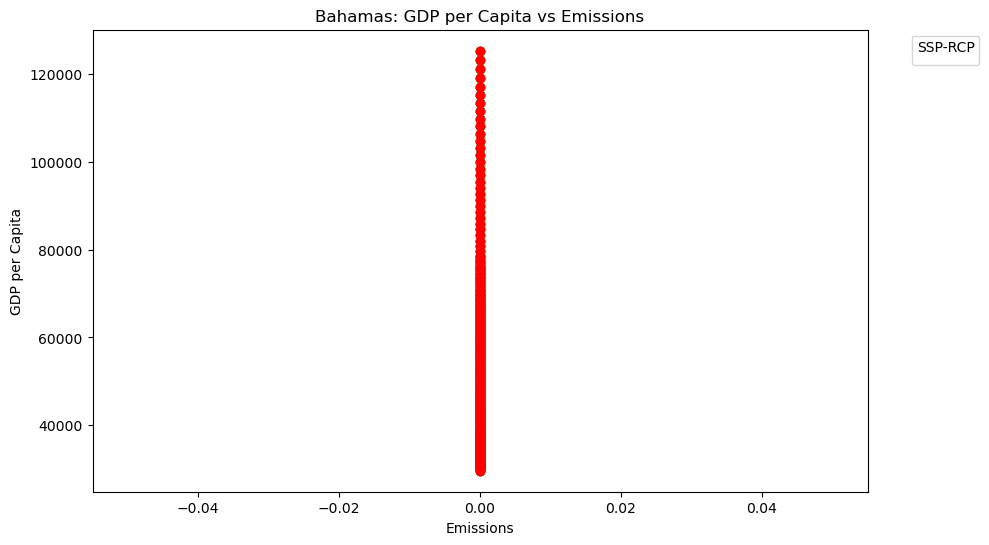 Bahamas: GDP per Capita vs Emissions
SSP-RCP
120000
100000
80000
60000
40000
GDP per Capita
−0.04
−0.02
0.00
0.02
0.04
Emissions